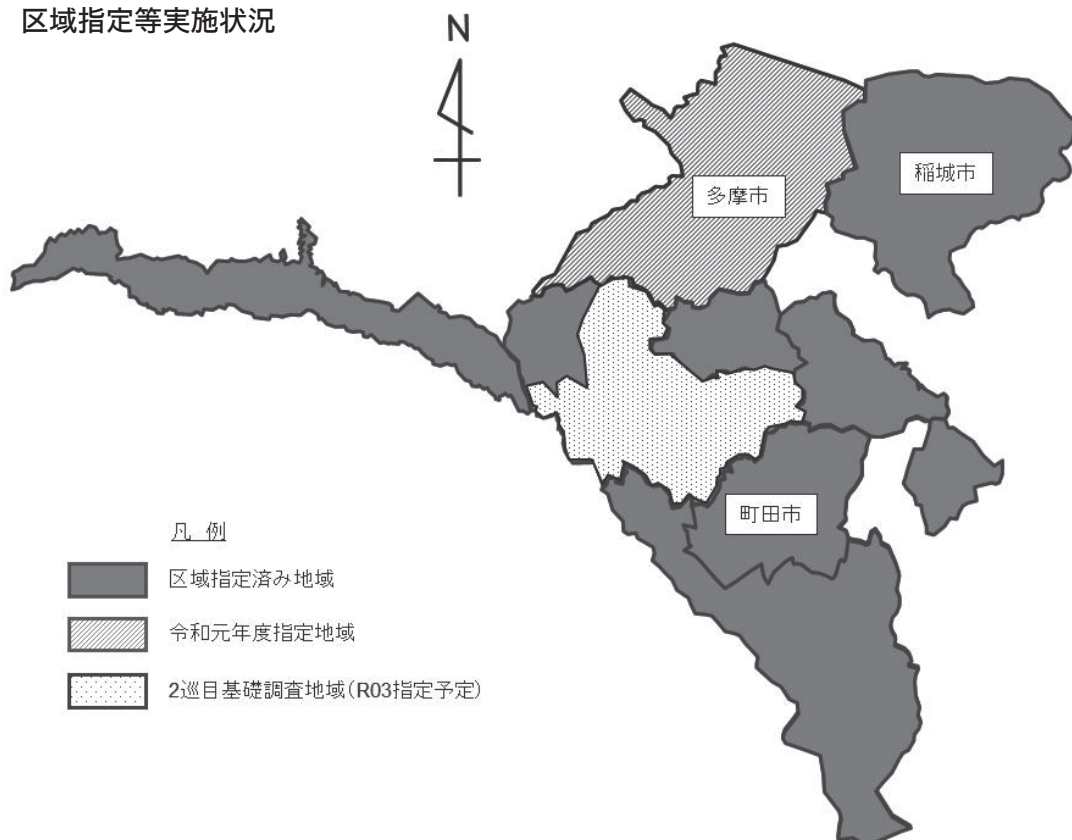 区域指定等実施状況
N
稲城市
多摩市
町田市
凡 例
区域指定済み地域
令和元年度指定地域
2巡目基礎調査地域(R03指定予定)